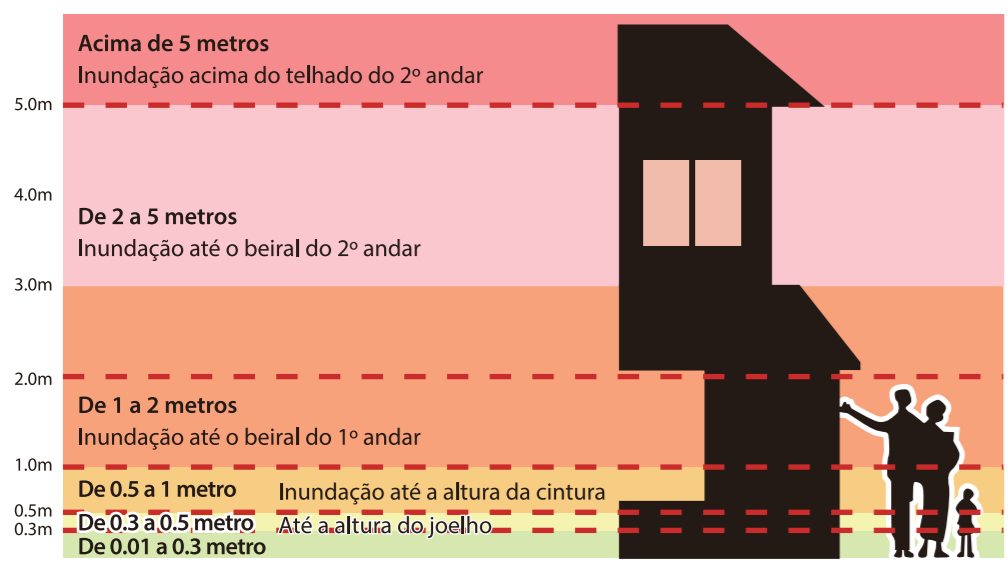 Acima de 5 metros
Inundação acima do telhado do 2º andar
5.0m
4.0m
De 2 a 5 metros
Inundação até o beiral do 2º andar
3.0m
2.0m
De 1 a 2 metros
Inundação até o beiral do 1º andar
1.0m
De 0.5 a 1 metro Inundação até a altura da cintura
0.5m
De 0.3 a 0.5 metro Até a altura do joelho
0.3m
De 0.01 a 0.3 metro